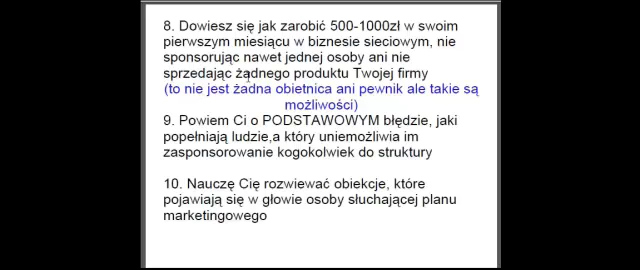 8. Dowiesz się jak zarobić 500-1000zł w swoim
pierwszym miesiącu w biznesie sieciowym, nie
sponsorując nawet jednej osoby ani nie
sprzedając żądnego produktu Twojej firmy
(to nie jest żadna obietnica ani pewnik ale takie są
możliwości)
9. Powiem Ci o PODSTAWOWYM błędzie, jaki
popełniają ludzie,a który uniemożliwia im
zasponsorowanie kogokolwiek do struktury
10. Nauczę Cię rozwiewać obiekcje, które
pojawiają się w głowie osoby słuchającej planu
marketingowego